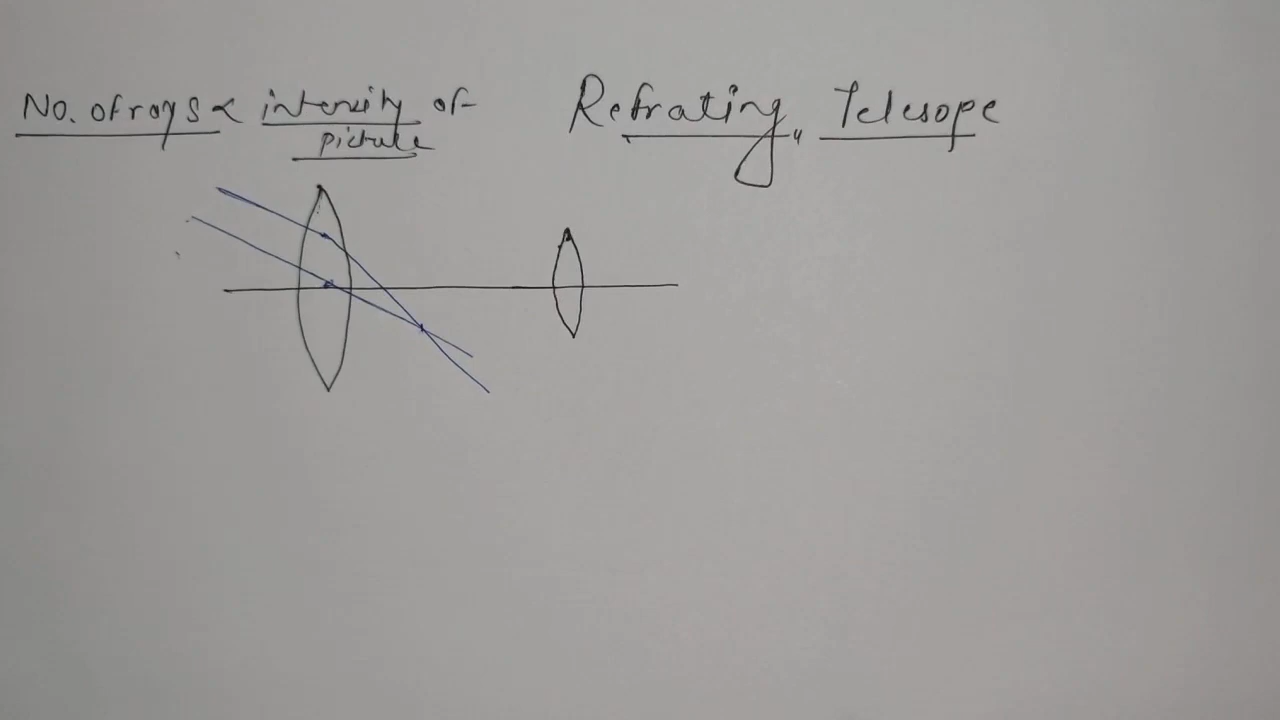 No. of rays ∝ intensity of
picture
Refrating Telesope